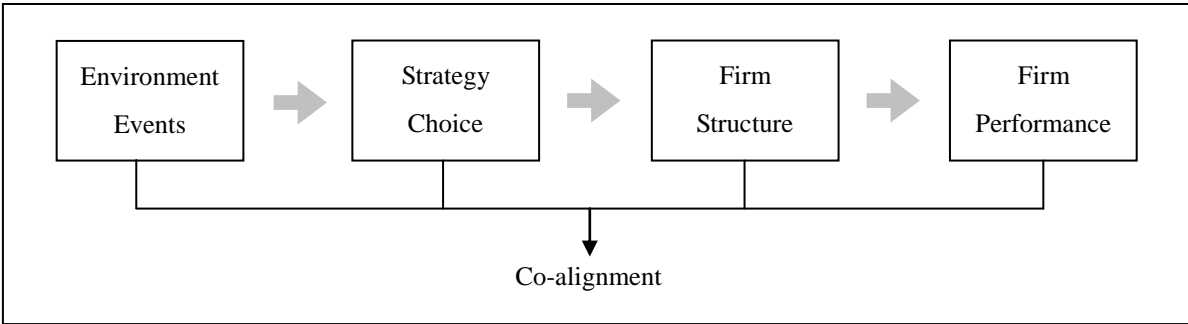 Environment
Events
Strategy
Choice
Firm
Structure
Firm
Performance
Co-alignment